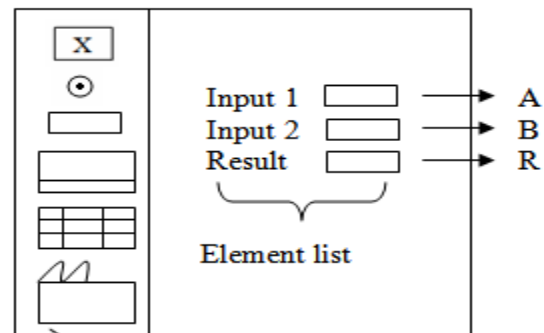 X
Input 1 A
Input 2 B
Result R
Element list